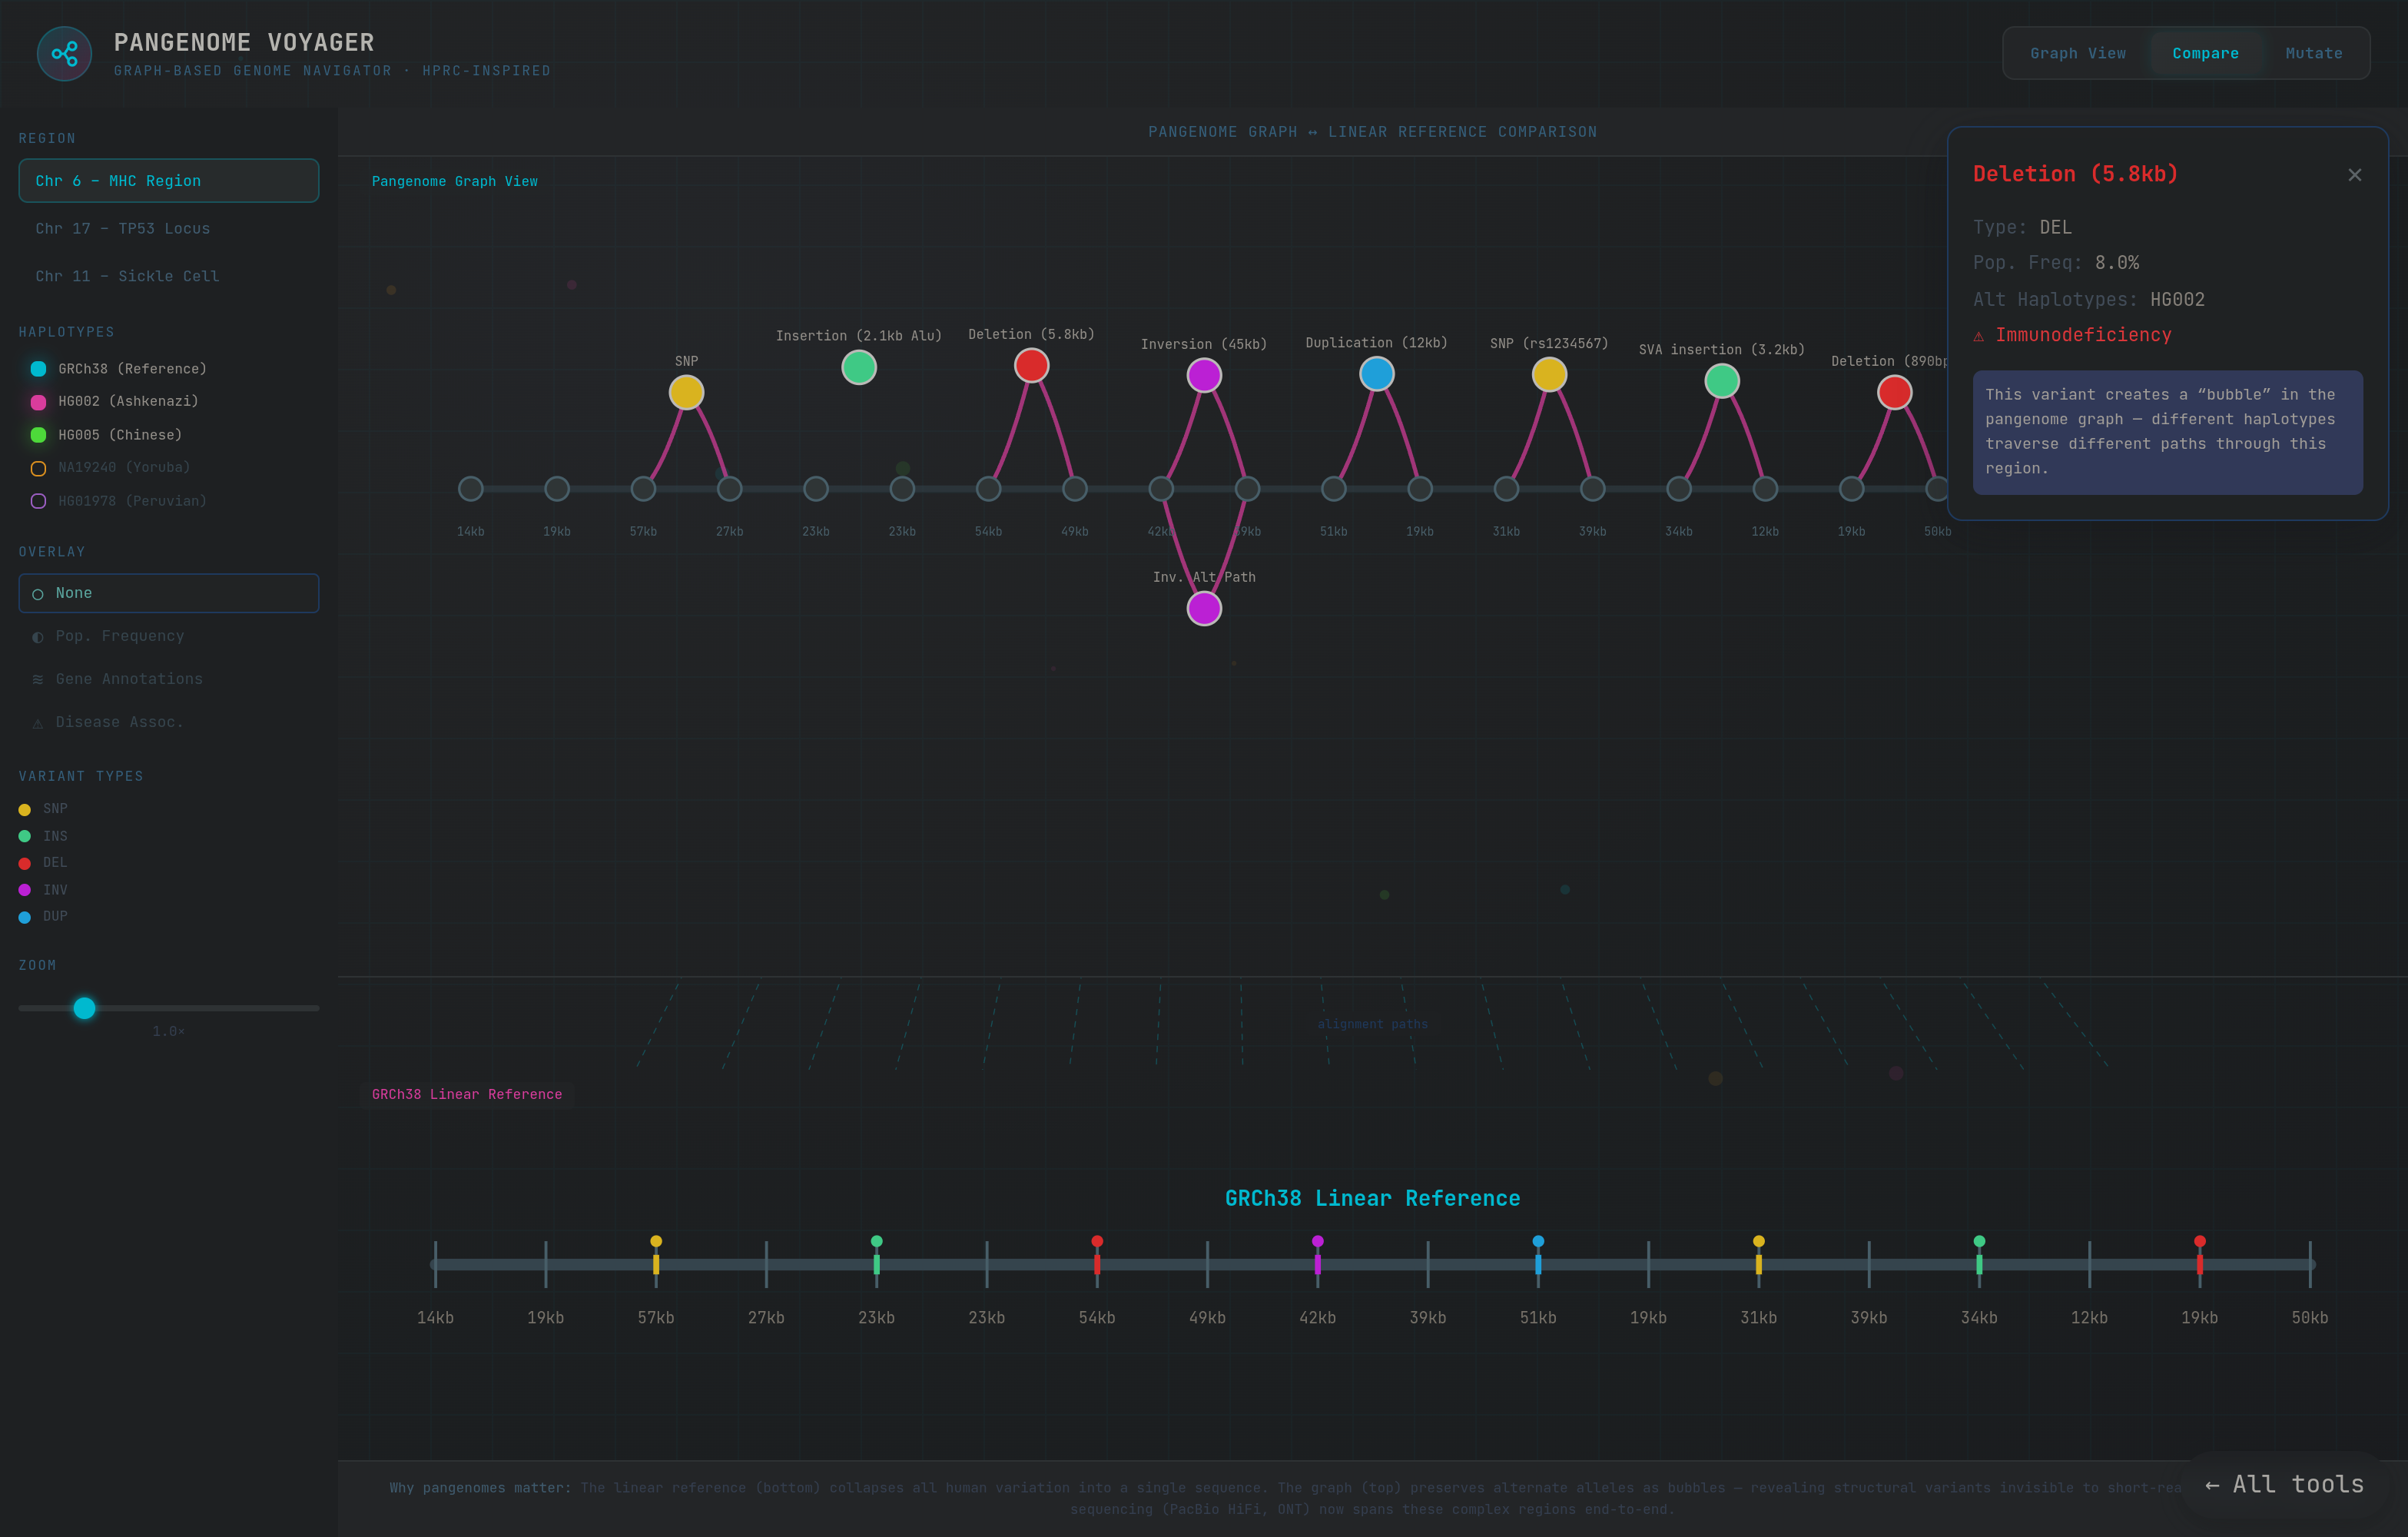 PANGENOME VOYAGER
GRAPH-BASED GENOME NAVIGATOR · HPRC-INSPIRED
Graph View
Compare
Mutate
REGION
Chr 6 – MHC Region
Chr 17 – TP53 Locus
Chr 11 – Sickle Cell
HAPLOTYPES
GRCh38 (Reference)
HG002 (Ashkenazi)
HG005 (Chinese)
NA19240 (Yoruba)
HG01978 (Peruvian)
OVERLAY
○ None
◐ Pop. Frequency
≋ Gene Annotations
⚠ Disease Assoc.
VARIANT TYPES
SNP
INS
DEL
INV
DUP
ZOOM
1.0×
PANGENOME GRAPH ↔ LINEAR REFERENCE COMPARISON
Pangenome Graph View
SNP
Insertion (2.1kb Alu)
Deletion (5.8kb)
Inversion (45kb)
Duplication (12kb)
SNP (rs1234567)
SVA insertion (3.2kb)
Deletion (890bp
14kb 19kb 57kb 27kb 23kb 23kb 54kb 49kb 42kb 39kb 51kb 19kb 31kb 39kb 34kb 12kb 19kb 50kb
Inv. Alt Path
Deletion (5.8kb)
✕
Type: DEL
Pop. Freq: 8.0%
Alt Haplotypes: HG002
⚠ Immunodeficiency
This variant creates a “bubble” in the
pangenome graph — different haplotypes
traverse different paths through this
region.
alignment paths
GRCh38 Linear Reference
GRCh38 Linear Reference
14kb 19kb 57kb 27kb 23kb 23kb 54kb 49kb 42kb 39kb 51kb 19kb 31kb 39kb 34kb 12kb 19kb 50kb
Why pangenomes matter: The linear reference (bottom) collapses all human variation into a single sequence. The graph (top) preserves alternate alleles as bubbles — revealing structural variants invisible to short-rea
sequencing (PacBio HiFi, ONT) now spans these complex regions end-to-end.
← All tools